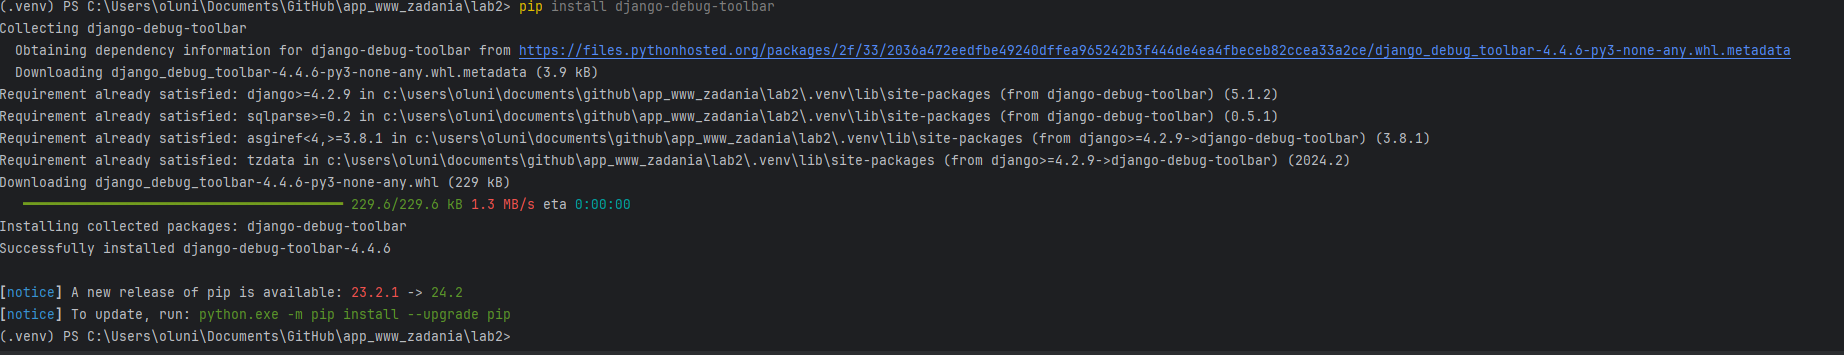 (.venv) PS C:\Users\oluni\Documents\GitHub\app_www_zadania\lab2> pip install django-debug-toolbar
Collecting django-debug-toolbar
  Obtaining dependency information for django-debug-toolbar from https://files.pythonhosted.org/packages/2f/33/2036a472eedfbe49240dffea965242b3f444de4ea4fbeceb82ccea33a2ce/django_debug_toolbar-4.4.6-py3-none-any.whl.metadata
  Downloading django_debug_toolbar-4.4.6-py3-none-any.whl.metadata (3.9 kB)
Requirement already satisfied: django>=4.2.9 in c:\users\oluni\documents\github\app_www_zadania\lab2\.venv\lib\site-packages (from django-debug-toolbar) (5.1.2)
Requirement already satisfied: sqlparse>=0.2 in c:\users\oluni\documents\github\app_www_zadania\lab2\.venv\lib\site-packages (from django-debug-toolbar) (0.5.1)
Requirement already satisfied: asgiref<4,>=3.8.1 in c:\users\oluni\documents\github\app_www_zadania\lab2\.venv\lib\site-packages (from django>=4.2.9->django-debug-toolbar) (3.8.1)
Requirement already satisfied: tzdata in c:\users\oluni\documents\github\app_www_zadania\lab2\.venv\lib\site-packages (from django>=4.2.9->django-debug-toolbar) (2024.2)
Downloading django_debug_toolbar-4.4.6-py3-none-any.whl (229 kB)
229.6/229.6 kB 1.3 MB/s eta 0:00:00
Installing collected packages: django-debug-toolbar
Successfully installed django-debug-toolbar-4.4.6
[notice] A new release of pip is available: 23.2.1 -> 24.2
[notice] To update, run: python.exe -m pip install --upgrade pip
(.venv) PS C:\Users\oluni\Documents\GitHub\app_www_zadania\lab2>